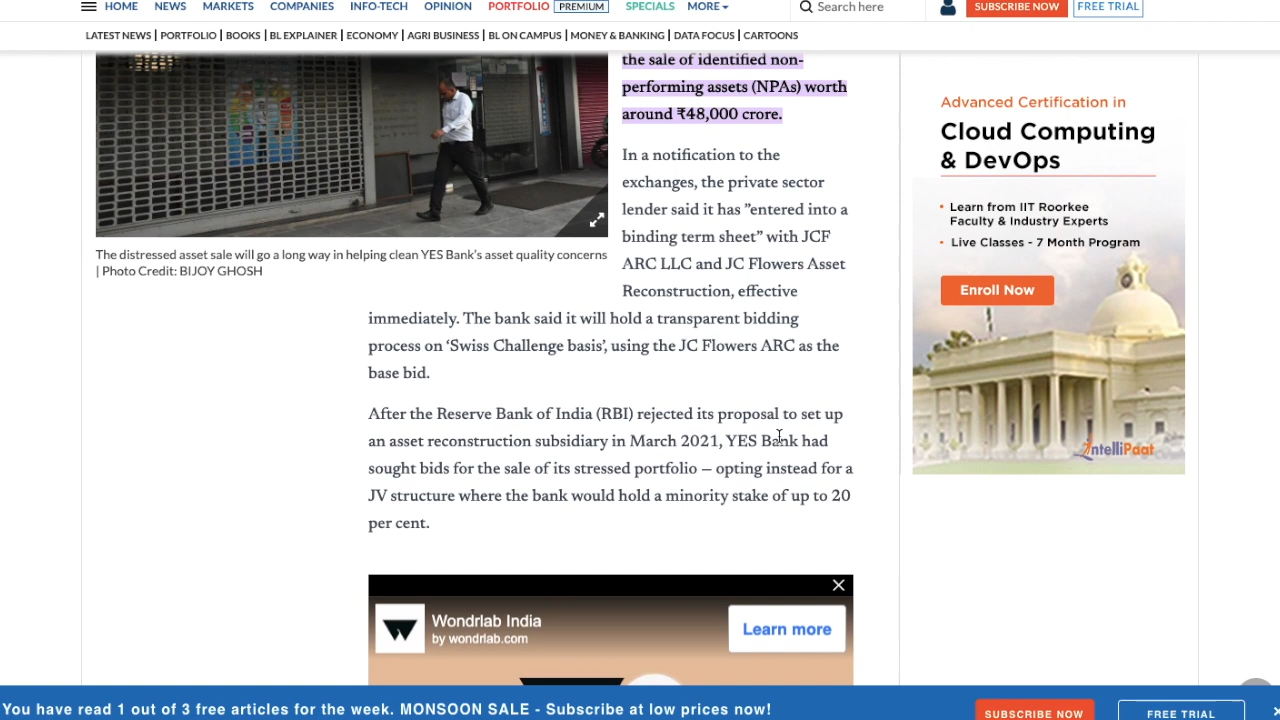 HOME NEWS MARKETS COMPANIES INFO-TECH OPINION PORTFOLIO PREMIUM SPECIALS MORE Search here SUBSCRIBE NOW FREE TRIAL
LATEST NEWS | PORTFOLIO | BOOKS | BL EXPLAINER | ECONOMY | AGRI BUSINESS | BL ON CAMPUS | MONEY & BANKING | DATA FOCUS | CARTOONS
the sale of identified non-
performing assets (NPAs) worth
around ₹48,000 crore.
In a notification to the
exchanges, the private sector
lender said it has ”entered into a
binding term sheet” with JCF
ARC LLC and JC Flowers Asset
Reconstruction, effective
immediately. The bank said it will hold a transparent bidding
process on ‘Swiss Challenge basis’, using the JC Flowers ARC as the
base bid.
The distressed asset sale will go a long way in helping clean YES Bank’s asset quality concerns
| Photo Credit: BIJOY GHOSH
After the Reserve Bank of India (RBI) rejected its proposal to set up
an asset reconstruction subsidiary in March 2021, YES Bank had
sought bids for the sale of its stressed portfolio – opting instead for a
JV structure where the bank would hold a minority stake of up to 20
per cent.
Wondrlab India
by wondrlab.com
Learn more
Advanced Certification in
Cloud Computing
& DevOps
• Learn from IIT Roorkee
Faculty & Industry Experts
• Live Classes - 7 Month Program
Enroll Now
intelliPaat
You have read 1 out of 3 free articles for the week. MONSOON SALE - Subscribe at low prices now!
SUBSCRIBE NOW FREE TRIAL